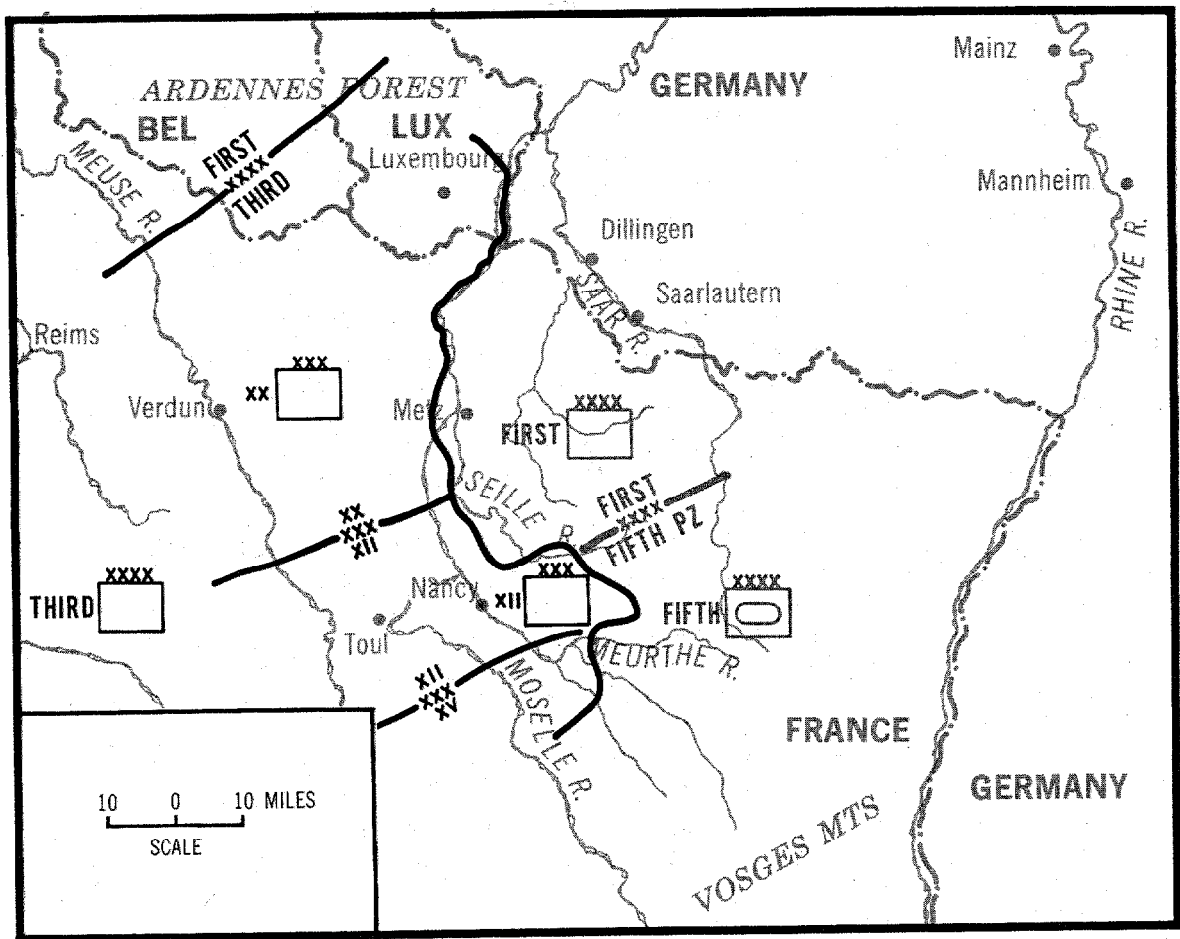 Mainz
GERMANY
ARDENNES FOREST
BEL
LUX
FIRST
XXXX
THIRD
Luxembourg
MEUSE R.
Mannheim
RHINE R.
Dillingen
SAAR R.
Saarlautern
Reims
XXX
XX
Verdun
Metz
XXXX
FIRST
SEILLE R.
FIRST
XXXX
FIFTH PZ
XX
XXX
XII
XXXX
THIRD
Nancy
XXX
XII
XXXX
FIFTH
Toul
MEURTHE R.
XII
XXX
XV
MOSELLE R.
FRANCE
GERMANY
VOSGES MTS
10 0 10 MILES
SCALE